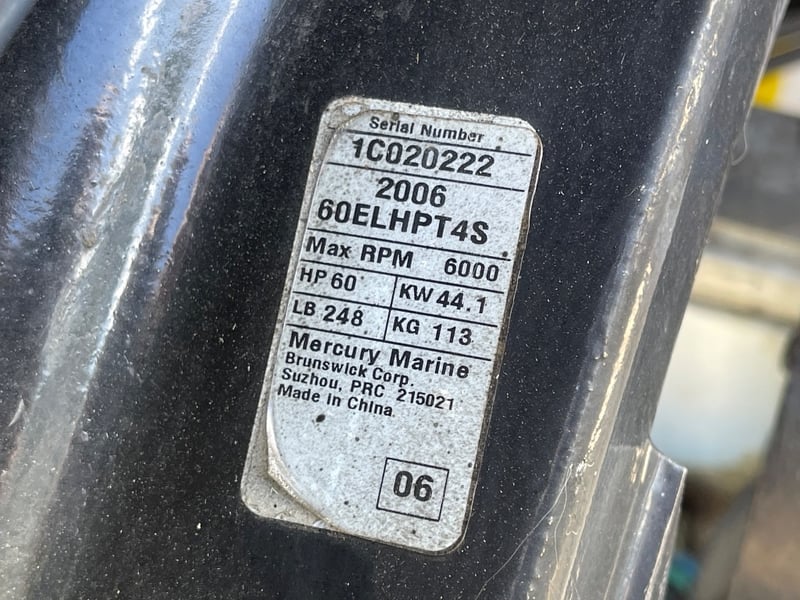 Serial Number
1C020222
2006
60ELHPT4S
Max RPM 6000
HP 60 KW 44.1
LB 248 KG 113
Mercury Marine
Brunswick Corp.
Suzhou, PRC 215021
Made in China
06